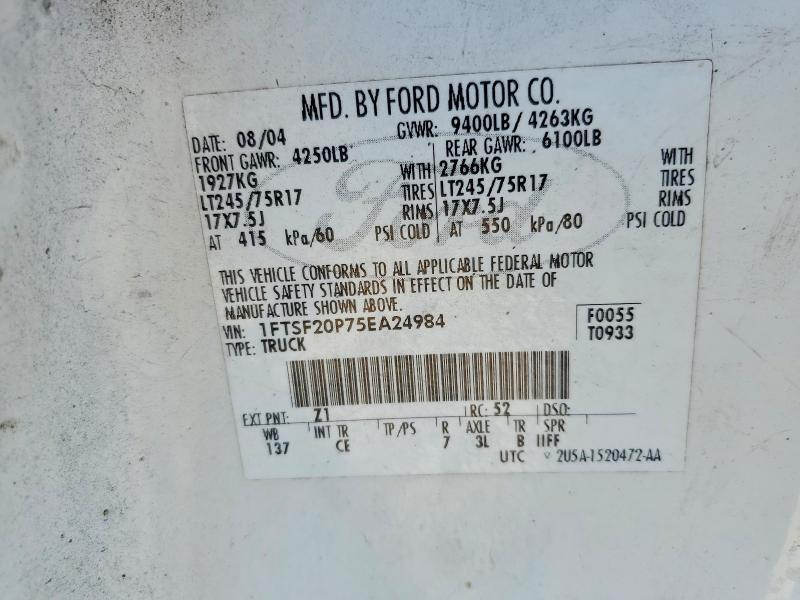 MFD. BY FORD MOTOR CO.
DATE: 08/04 GVWR: 9400LB/ 4263KG
FRONT GAWR: 4250LB REAR GAWR: 6100LB
1927KG WITH 2766KG WITH
LT245/75R17 TIRES LT245/75R17 TIRES
17X7.5J RIMS 17X7.5J RIMS
AT 415 kPa/60 PSI COLD AT 550 kPa/80 PSI COLD
Ford
THIS VEHICLE CONFORMS TO ALL APPLICABLE FEDERAL MOTOR
VEHICLE SAFETY STANDARDS IN EFFECT ON THE DATE OF
MANUFACTURE SHOWN ABOVE.
VIN: 1FTSF20P75EA24984 F0055
TYPE: TRUCK T0933
EXT PNT: Z1 RC: 52 DSO:
WB INT TR TP/PS R AXLE TR SPR
137 CE 7 3L B IIFF
UTC 2U5A-1520472-AA